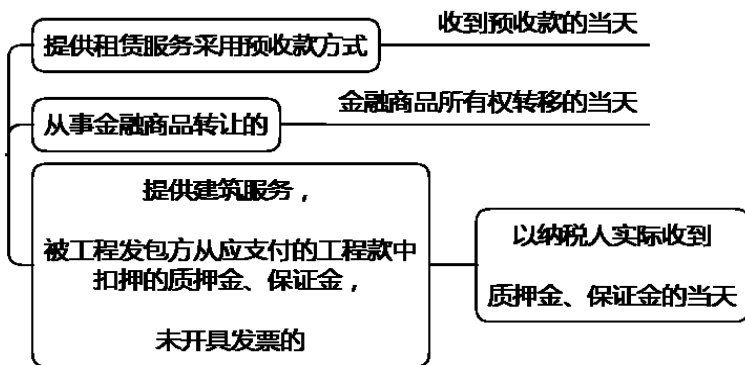 提供租赁服务采用预收款方式
收到预收款的当天
从事金融商品转让的
金融商品所有权转移的当天
提供建筑服务，
被工程发包方从应支付的工程款中
扣押的质押金、保证金，
未开具发票的
以纳税人实际收到
质押金、保证金的当天